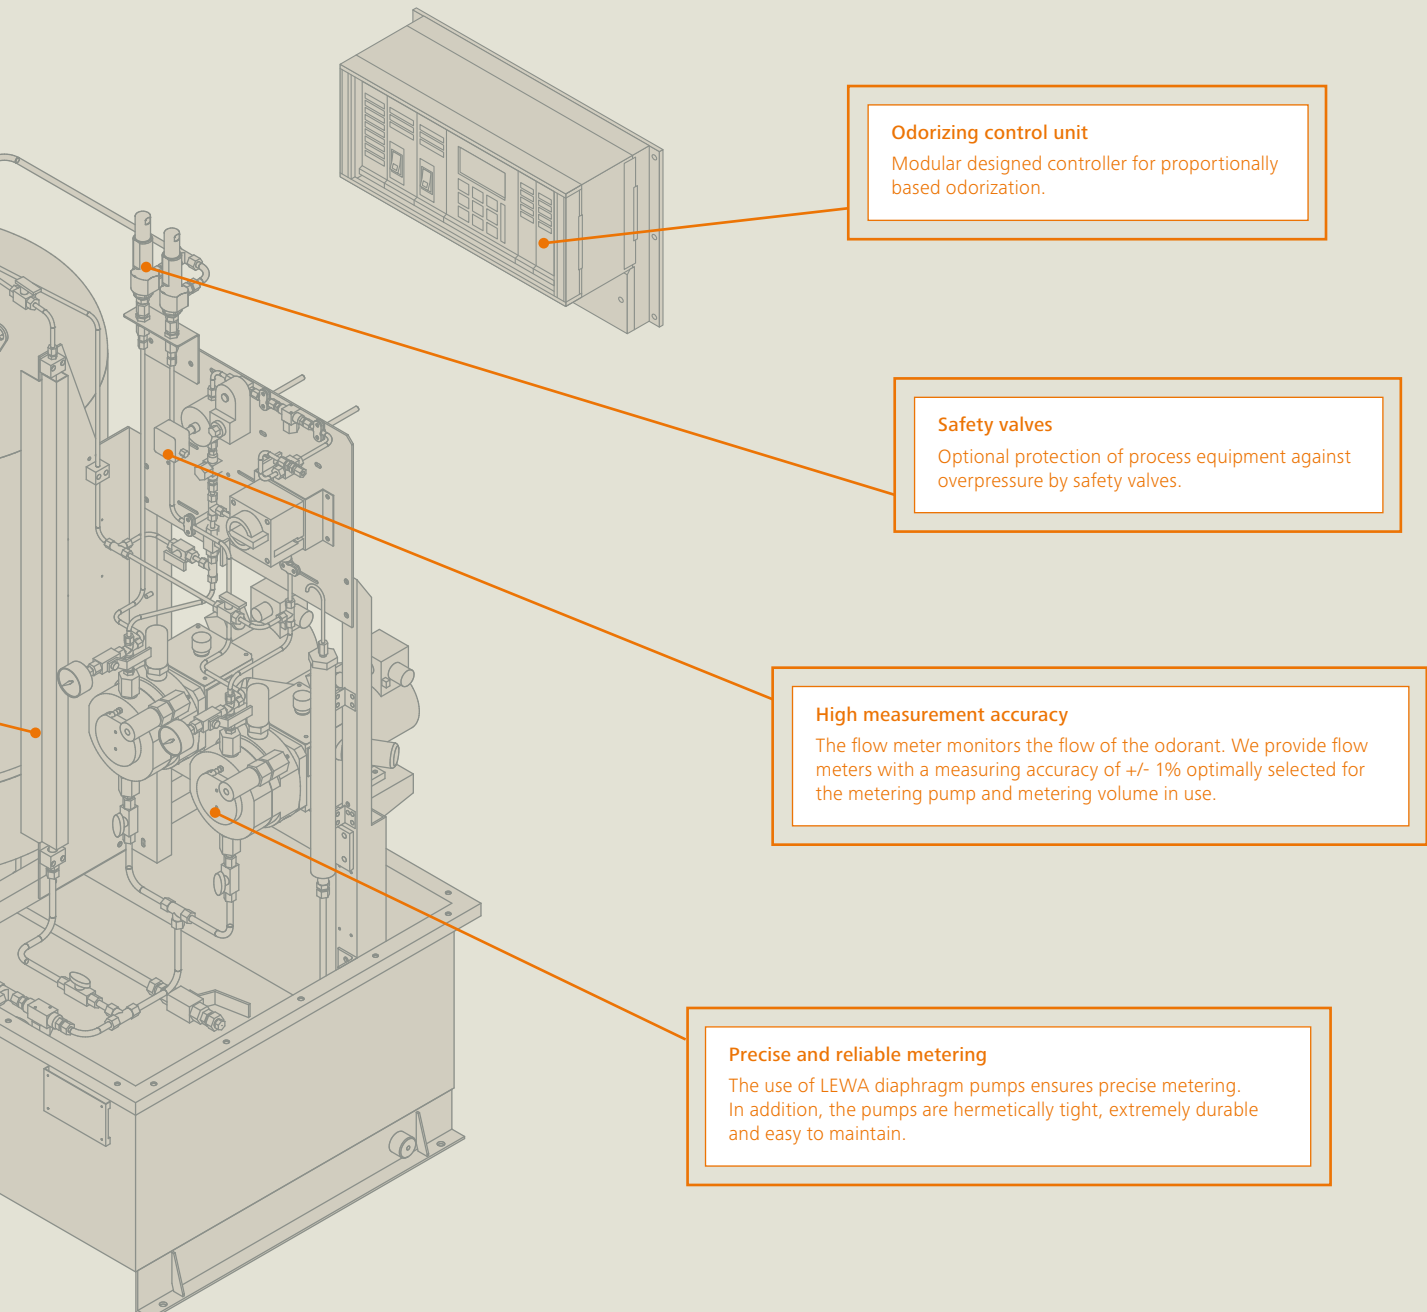 Odorizing control unit
Modular designed controller for proportionally
based odorization.
Safety valves
Optional protection of process equipment against
overpressure by safety valves.
High measurement accuracy
The flow meter monitors the flow of the odorant. We provide flow
meters with a measuring accuracy of +/- 1% optimally selected for
the metering pump and metering volume in use.
Precise and reliable metering
The use of LEWA diaphragm pumps ensures precise metering.
In addition, the pumps are hermetically tight, extremely durable
and easy to maintain.